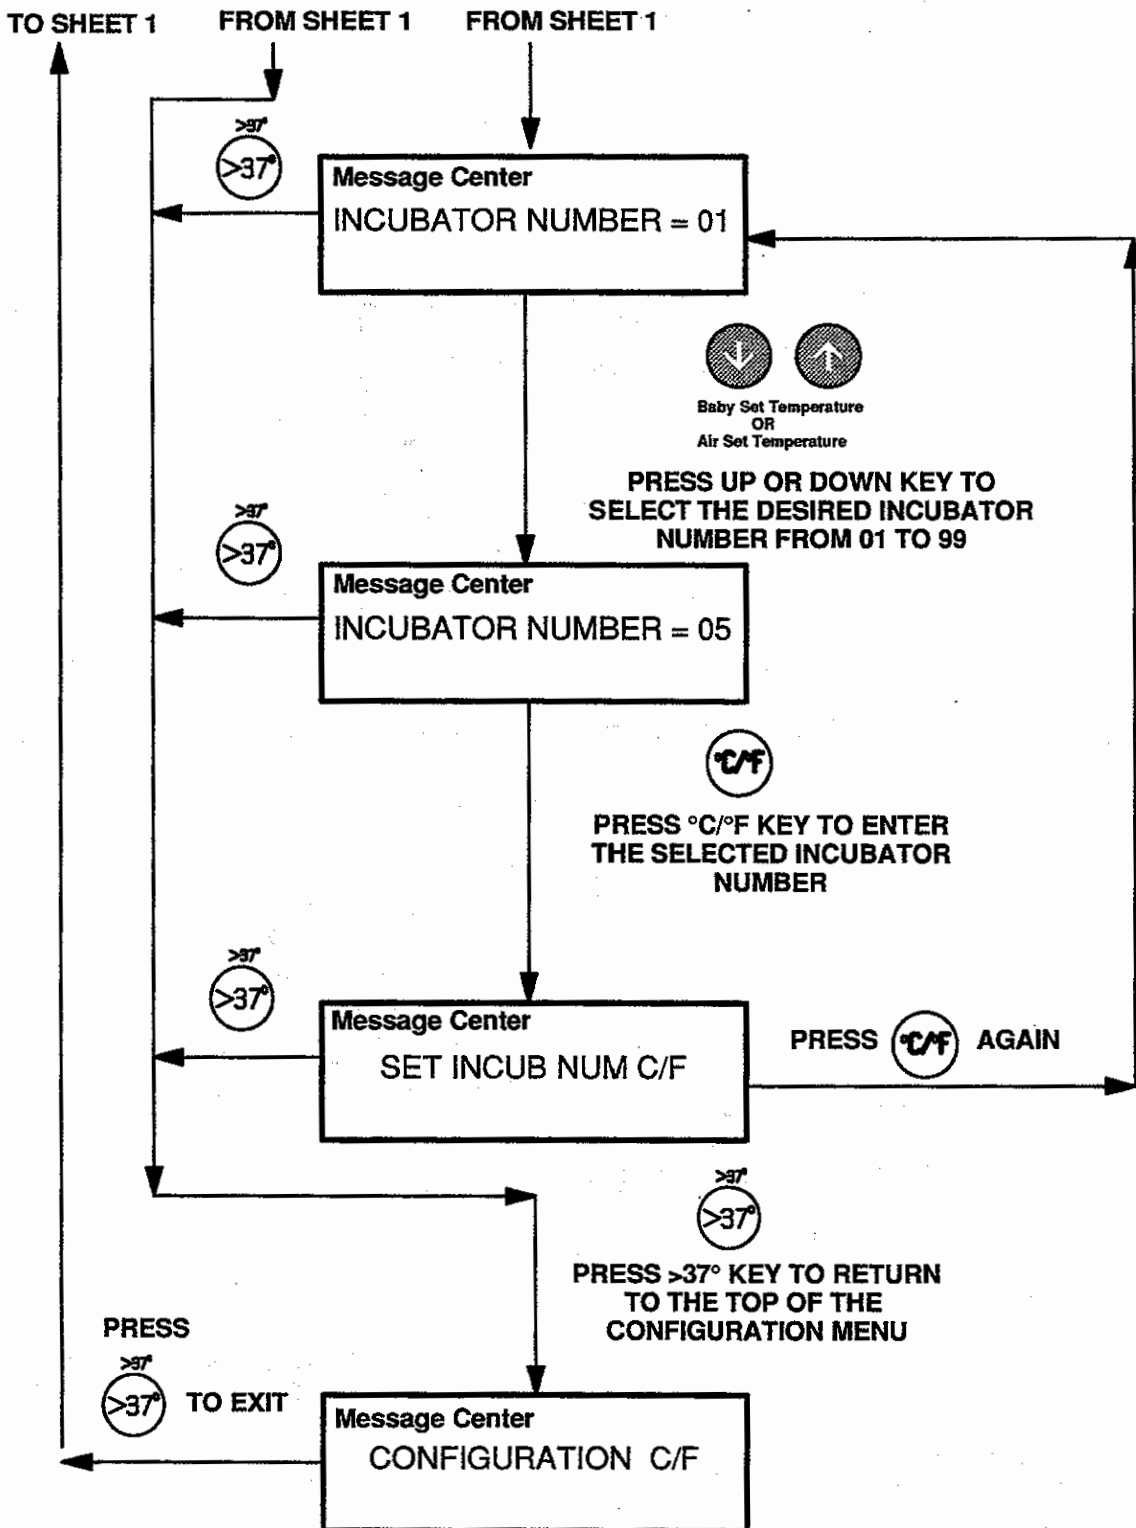 TO SHEET 1 FROM SHEET 1 FROM SHEET 1
>37°
>37°
Message Center
INCUBATOR NUMBER = 01
Baby Set Temperature
OR
Air Set Temperature
PRESS UP OR DOWN KEY TO
SELECT THE DESIRED INCUBATOR
NUMBER FROM 01 TO 99
>37°
>37°
Message Center
INCUBATOR NUMBER = 05
°C/°F
PRESS °C/°F KEY TO ENTER
THE SELECTED INCUBATOR
NUMBER
>37°
>37°
Message Center
SET INCUB NUM C/F
PRESS °C/°F AGAIN
>37°
>37°
PRESS >37° KEY TO RETURN
TO THE TOP OF THE
CONFIGURATION MENU
PRESS
>37°
>37° TO EXIT
Message Center
CONFIGURATION C/F